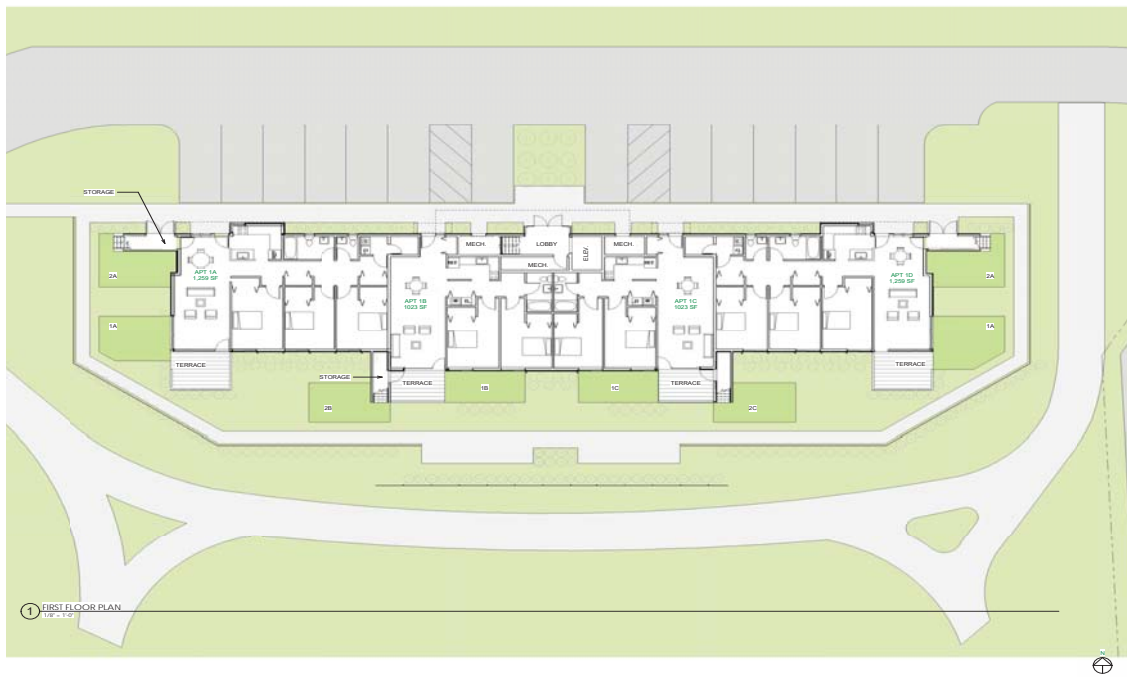 STORAGE
MECH.
LOBBY
ELEV.
MECH.
MECH.
2A
APT 1A
1,259 SF
APT 1D
1,259 SF
2A
APT 1B
1023 SF
APT 1C
1023 SF
1A
1A
TERRACE
TERRACE
STORAGE
TERRACE
TERRACE
1B
1C
2B
2C
1
FIRST FLOOR PLAN
1/8" = 1'-0"
N